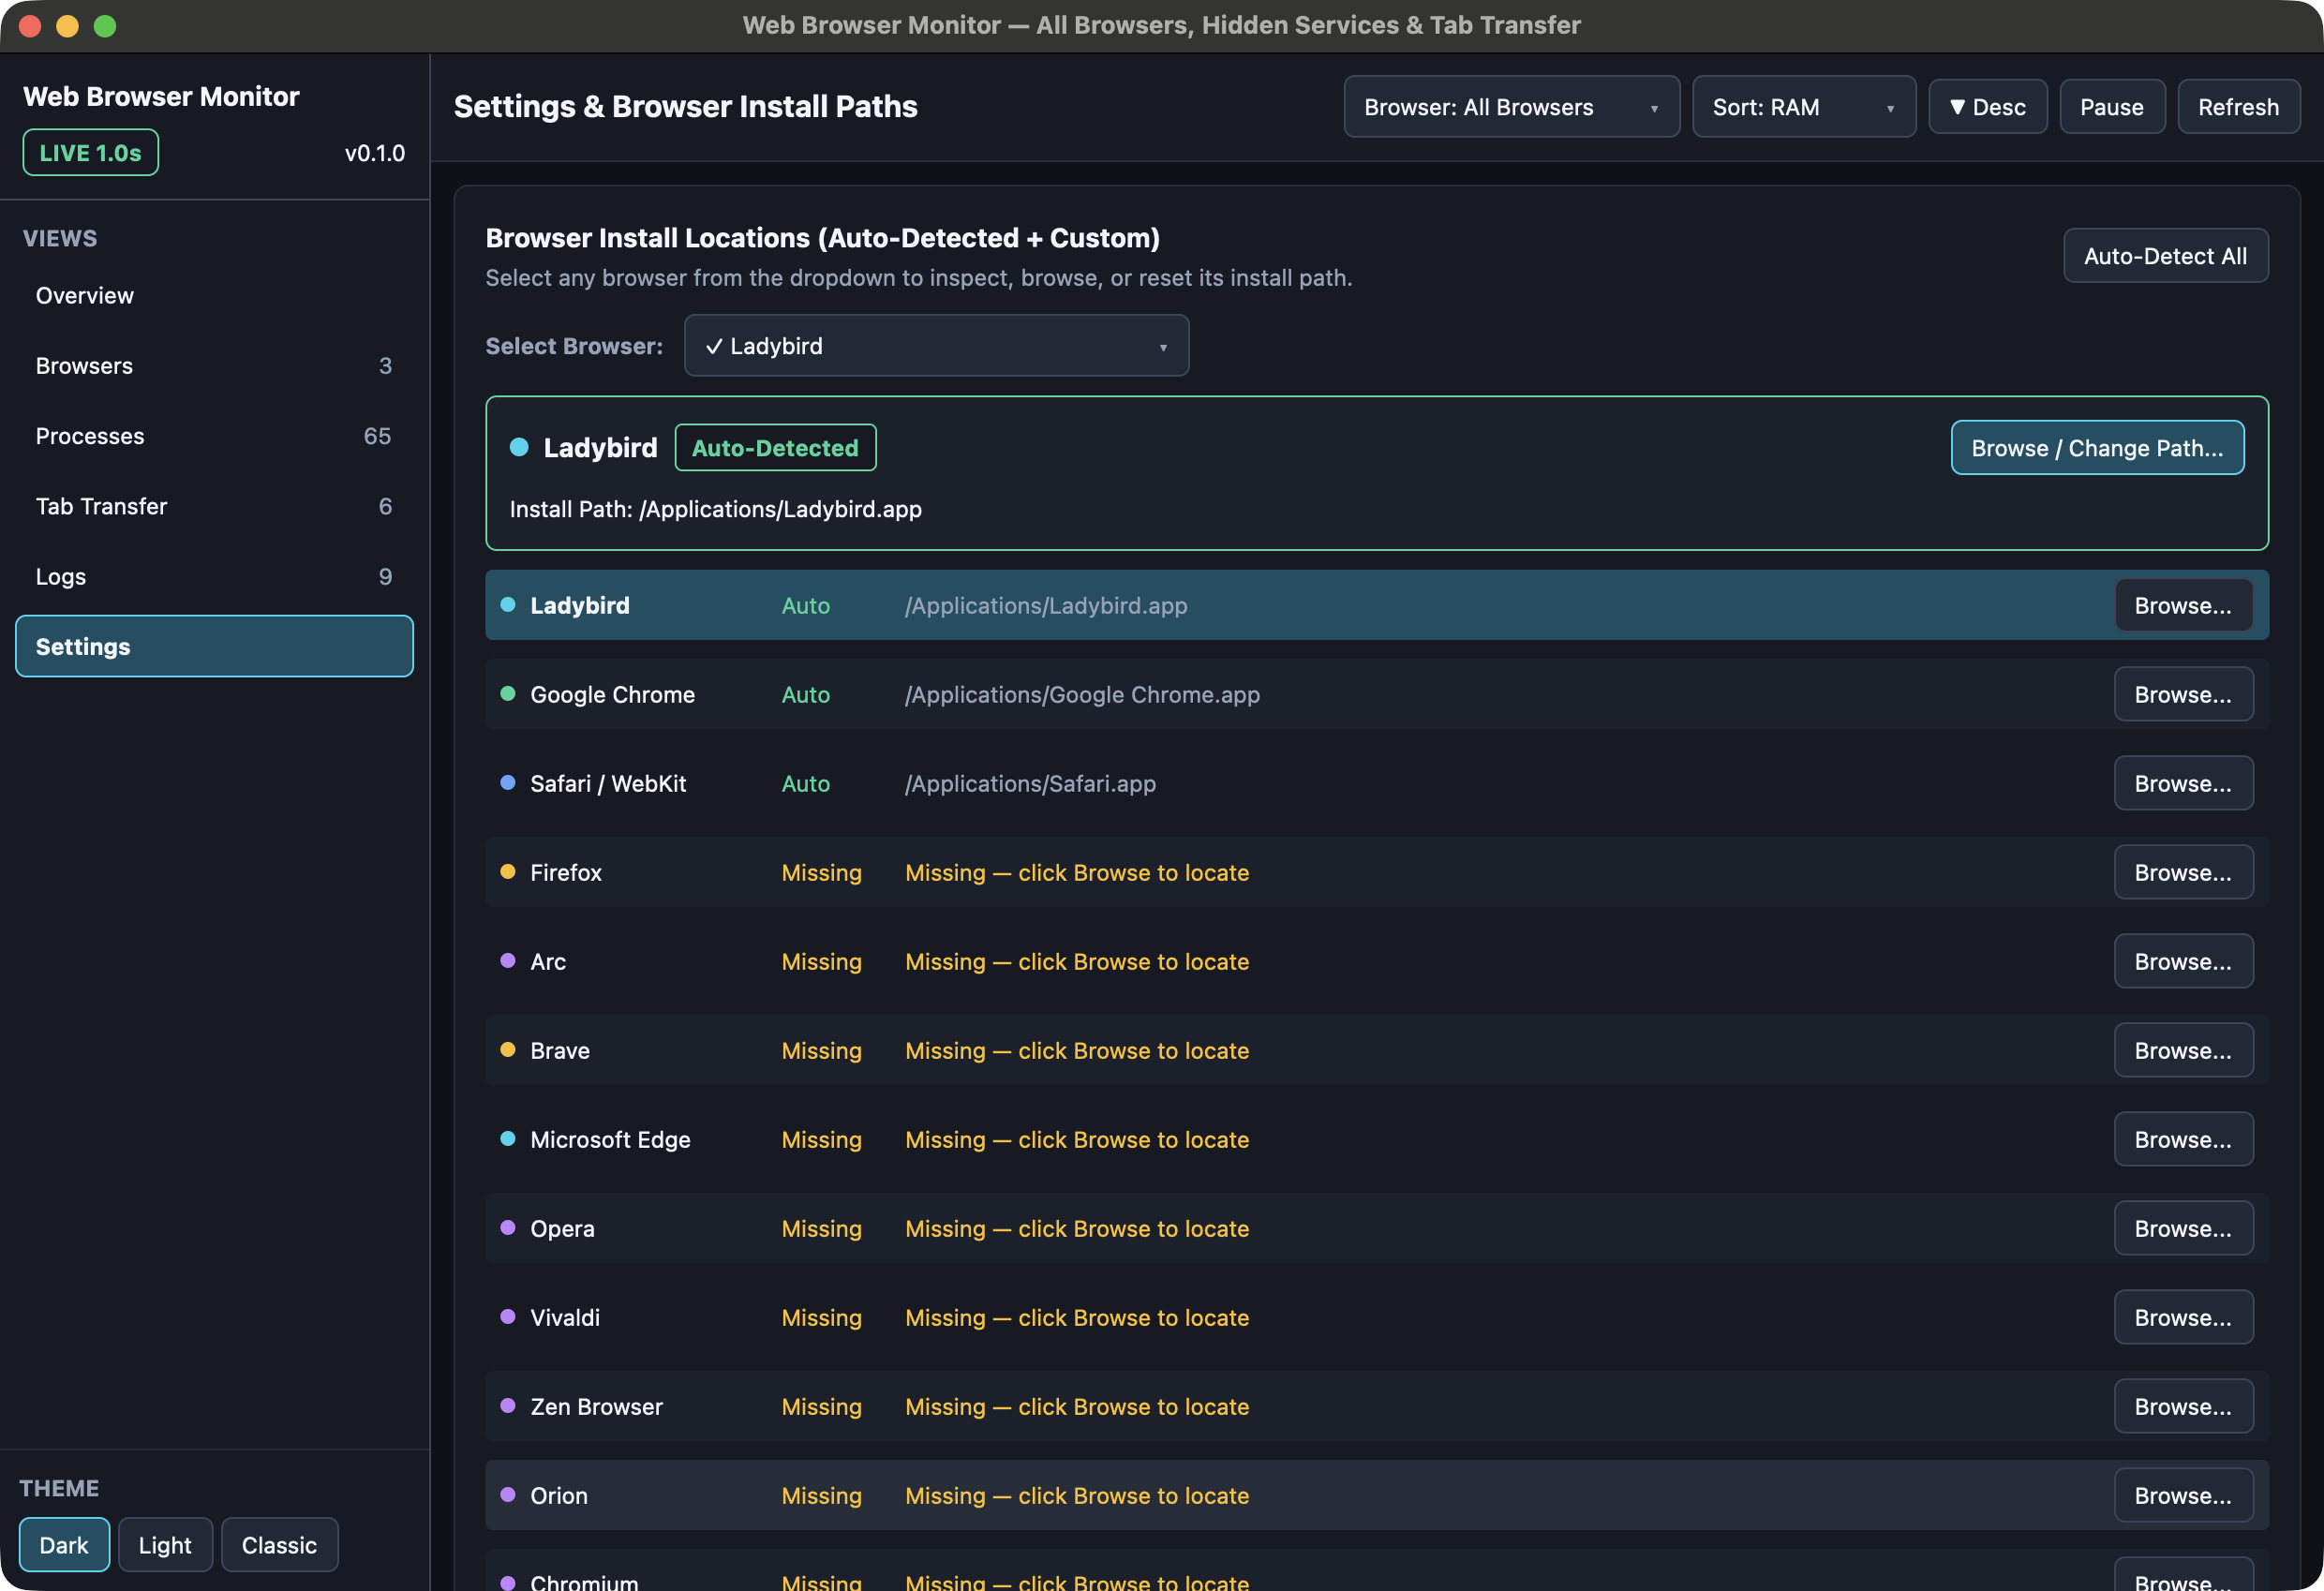 Web Browser Monitor — All Browsers, Hidden Services & Tab Transfer
Web Browser Monitor
LIVE 1.0s v0.1.0
VIEWS
Overview
Browsers 3
Processes 65
Tab Transfer 6
Logs 9
Settings
THEME
Dark Light Classic
Settings & Browser Install Paths
Browser: All Browsers ▾ Sort: RAM ▾ ▼ Desc Pause Refresh
Browser Install Locations (Auto-Detected + Custom)
Select any browser from the dropdown to inspect, browse, or reset its install path.
Auto-Detect All
Select Browser: ✓ Ladybird ▾
Ladybird Auto-Detected Browse / Change Path...
Install Path: /Applications/Ladybird.app
Ladybird Auto /Applications/Ladybird.app Browse...
Google Chrome Auto /Applications/Google Chrome.app Browse...
Safari / WebKit Auto /Applications/Safari.app Browse...
Firefox Missing Missing — click Browse to locate Browse...
Arc Missing Missing — click Browse to locate Browse...
Brave Missing Missing — click Browse to locate Browse...
Microsoft Edge Missing Missing — click Browse to locate Browse...
Opera Missing Missing — click Browse to locate Browse...
Vivaldi Missing Missing — click Browse to locate Browse...
Zen Browser Missing Missing — click Browse to locate Browse...
Orion Missing Missing — click Browse to locate Browse...
Chromium Missing Missing — click Browse to locate Browse...